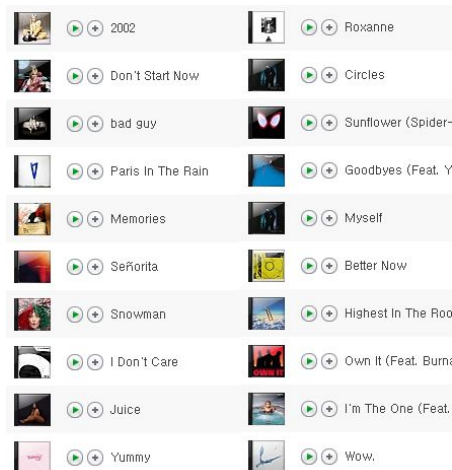 2002
Don't Start Now
bad guy
Paris In The Rain
Memories
Señorita
Snowman
I Don't Care
Juice
Yummy
Roxanne
Circles
Sunflower (Spider-
Goodbyes (Feat. Y
Myself
Better Now
Highest In The Roo
Own It (Feat. Burna
OWN IT
I'm The One (Feat.
Wow.